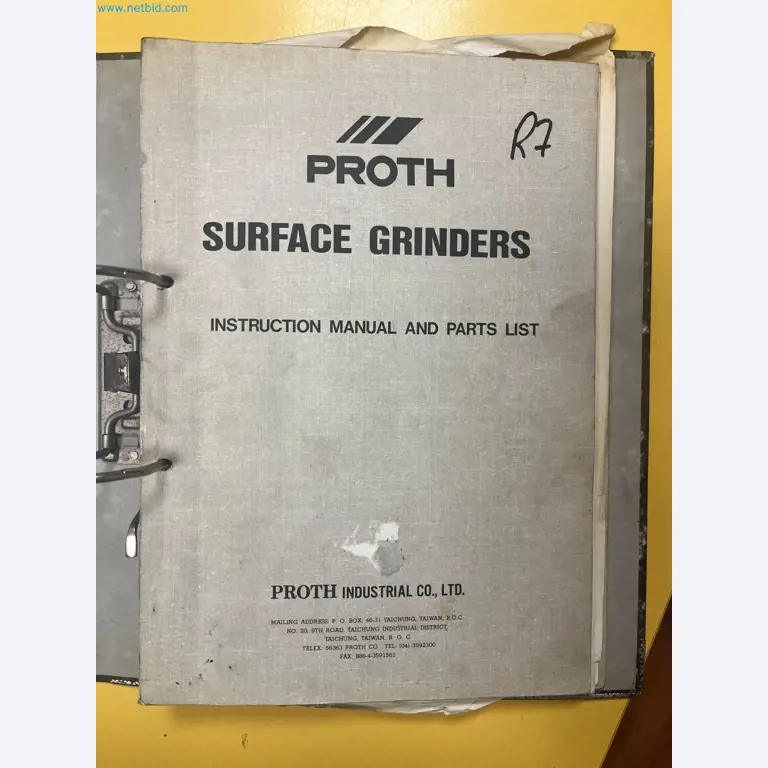 www.netbid.com
R7
PROTH
SURFACE GRINDERS
INSTRUCTION MANUAL AND PARTS LIST
PROTH INDUSTRIAL CO., LTD.
MAILING ADDRESS: P. O. BOX: 46-31 TAICHUNG, TAIWAN, R.O.C.
NO. 20, 9TH ROAD, TAICHUNG INDUSTRIAL DISTRICT,
TAICHUNG, TAIWAN, R. O. C.
TELEX: 56363 PROTH CO. TEL: (04) 3592300
FAX: 886-4-3591561